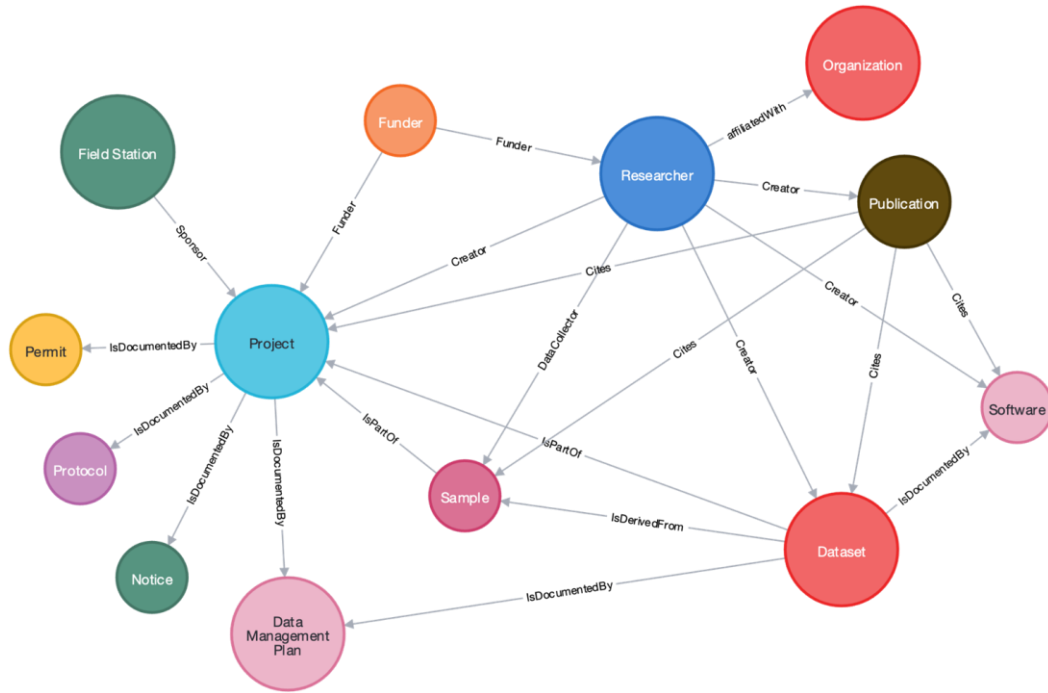 Organization
affiliatedWith
Funder
Field Station
Funder
Researcher
Creator
Publication
Sponsor
Funder
Creator
Cites
Creator
Cites
Project
DataCollector
Cites
Creator
Cites
Permit
IsDocumentedBy
IsDocumentedBy
IsPartOf
Software
IsDocumentedBy
IsDocumentedBy
IsPartOf
IsDocumentedBy
Protocol
Sample
IsDerivedFrom
Dataset
Notice
IsDocumentedBy
Data
Management
Plan